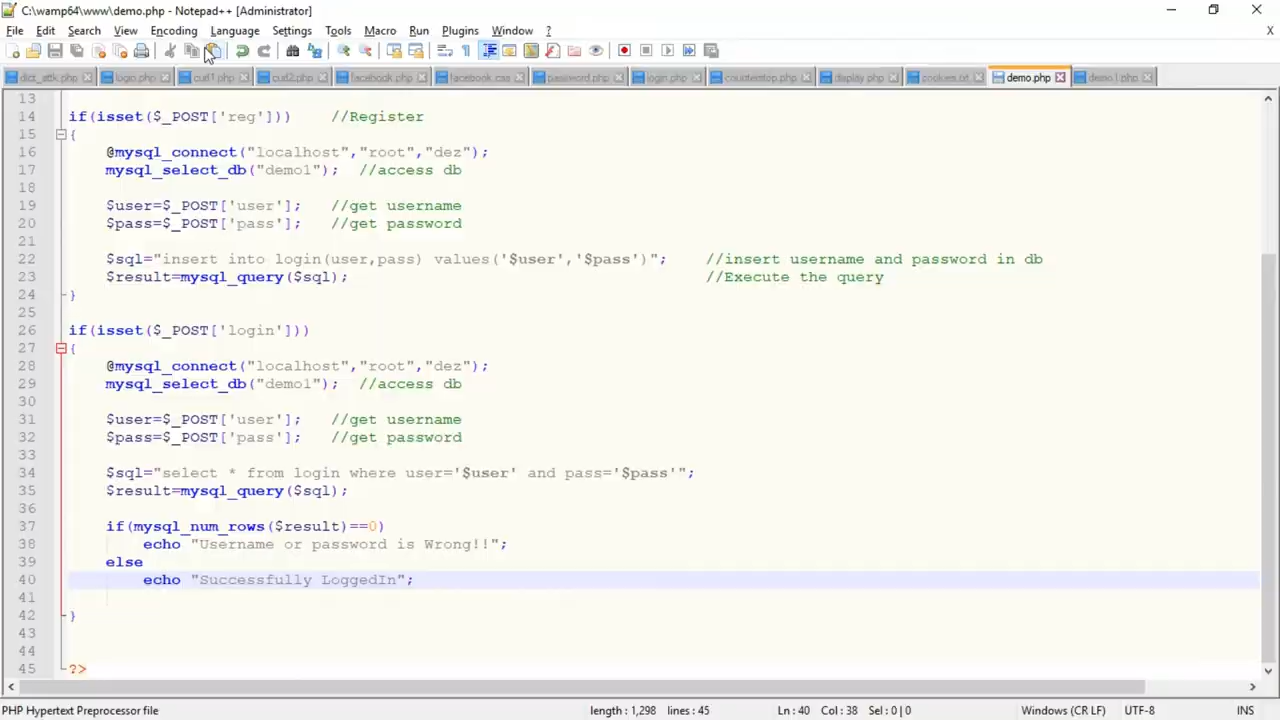 C:\wamp64\www\demo.php - Notepad++ [Administrator]
File Edit Search View Encoding Language Settings Tools Macro Run Plugins Window ? X
dict_attk.php login.php curl1.php curl2.php facebook.php facebook.css password.php login.php counterstop.php display.php cookies.txt demo.php demo1.php
13
14 if(isset($_POST['reg'])) //Register
15 {
16 @mysql_connect("localhost","root","dez");
17 mysql_select_db("demo1"); //access db
18
19 $user=$_POST['user']; //get username
20 $pass=$_POST['pass']; //get password
21
22 $sql="insert into login(user,pass) values('$user','$pass')"; //insert username and password in db
23 $result=mysql_query($sql); //Execute the query
24 }
25
26 if(isset($_POST['login']))
27 {
28 @mysql_connect("localhost","root","dez");
29 mysql_select_db("demo1"); //access db
30
31 $user=$_POST['user']; //get username
32 $pass=$_POST['pass']; //get password
33
34 $sql="select * from login where user='$user' and pass='$pass'";
35 $result=mysql_query($sql);
36
37 if(mysql_num_rows($result)==0)
38 echo "Username or password is Wrong!!";
39 else
40 echo "Successfully LoggedIn";
41
42 }
43
44
45 ?>
PHP Hypertext Preprocessor file length : 1,298 lines : 45 Ln : 40 Col : 38 Sel : 0 | 0 Windows (CR LF) UTF-8 INS